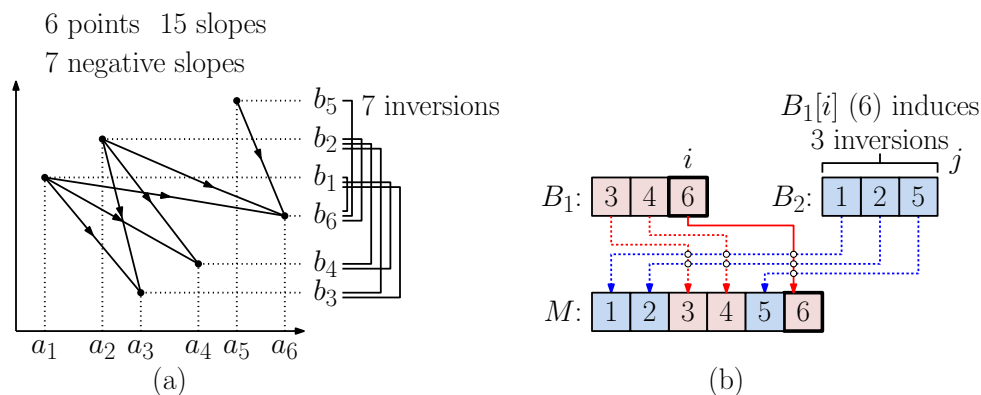 6 points 15 slopes
7 negative slopes
b₅ 7 inversions
b₂
b₁
b₆
b₄
b₃
a₁ a₂ a₃ a₄ a₅ a₆
(a)
B₁[i] (6) induces
3 inversions
i j
B₁: 3 4 6 B₂: 1 2 5
M: 1 2 3 4 5 6
(b)